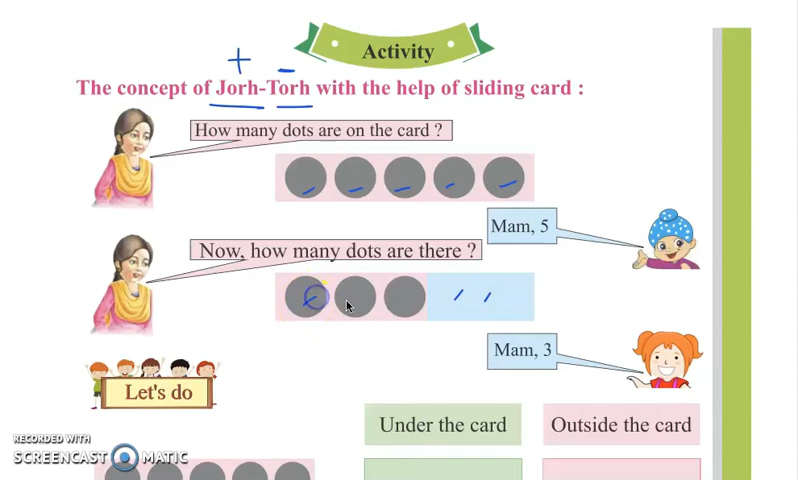 Activity
+ -
The concept of Jorh-Torh with the help of sliding card :
How many dots are on the card ?
Mam, 5
Now, how many dots are there ?
Mam, 3
Let's do
Under the card
Outside the card
RECORDED WITH
SCREENCAST MATIC